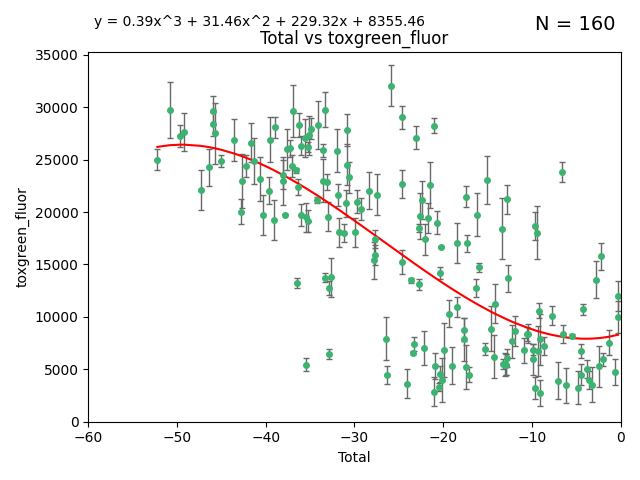 y = 0.39x^3 + 31.46x^2 + 229.32x + 8355.46
N = 160
Total vs toxgreen_fluor
35000
30000
25000
20000
15000
10000
5000
0
toxgreen_fluor
−60 −50 −40 −30 −20 −10 0
Total